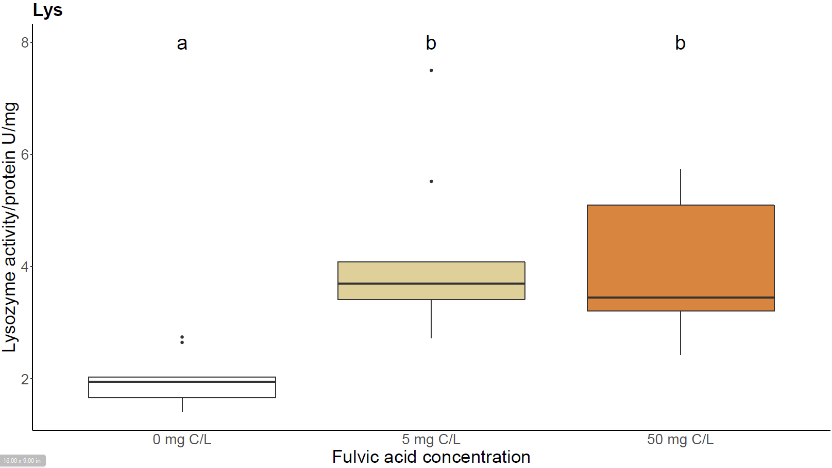 Lys
a b b
8
6
4
2
Lysozyme activity/protein U/mg
0 mg C/L 5 mg C/L 50 mg C/L
Fulvic acid concentration